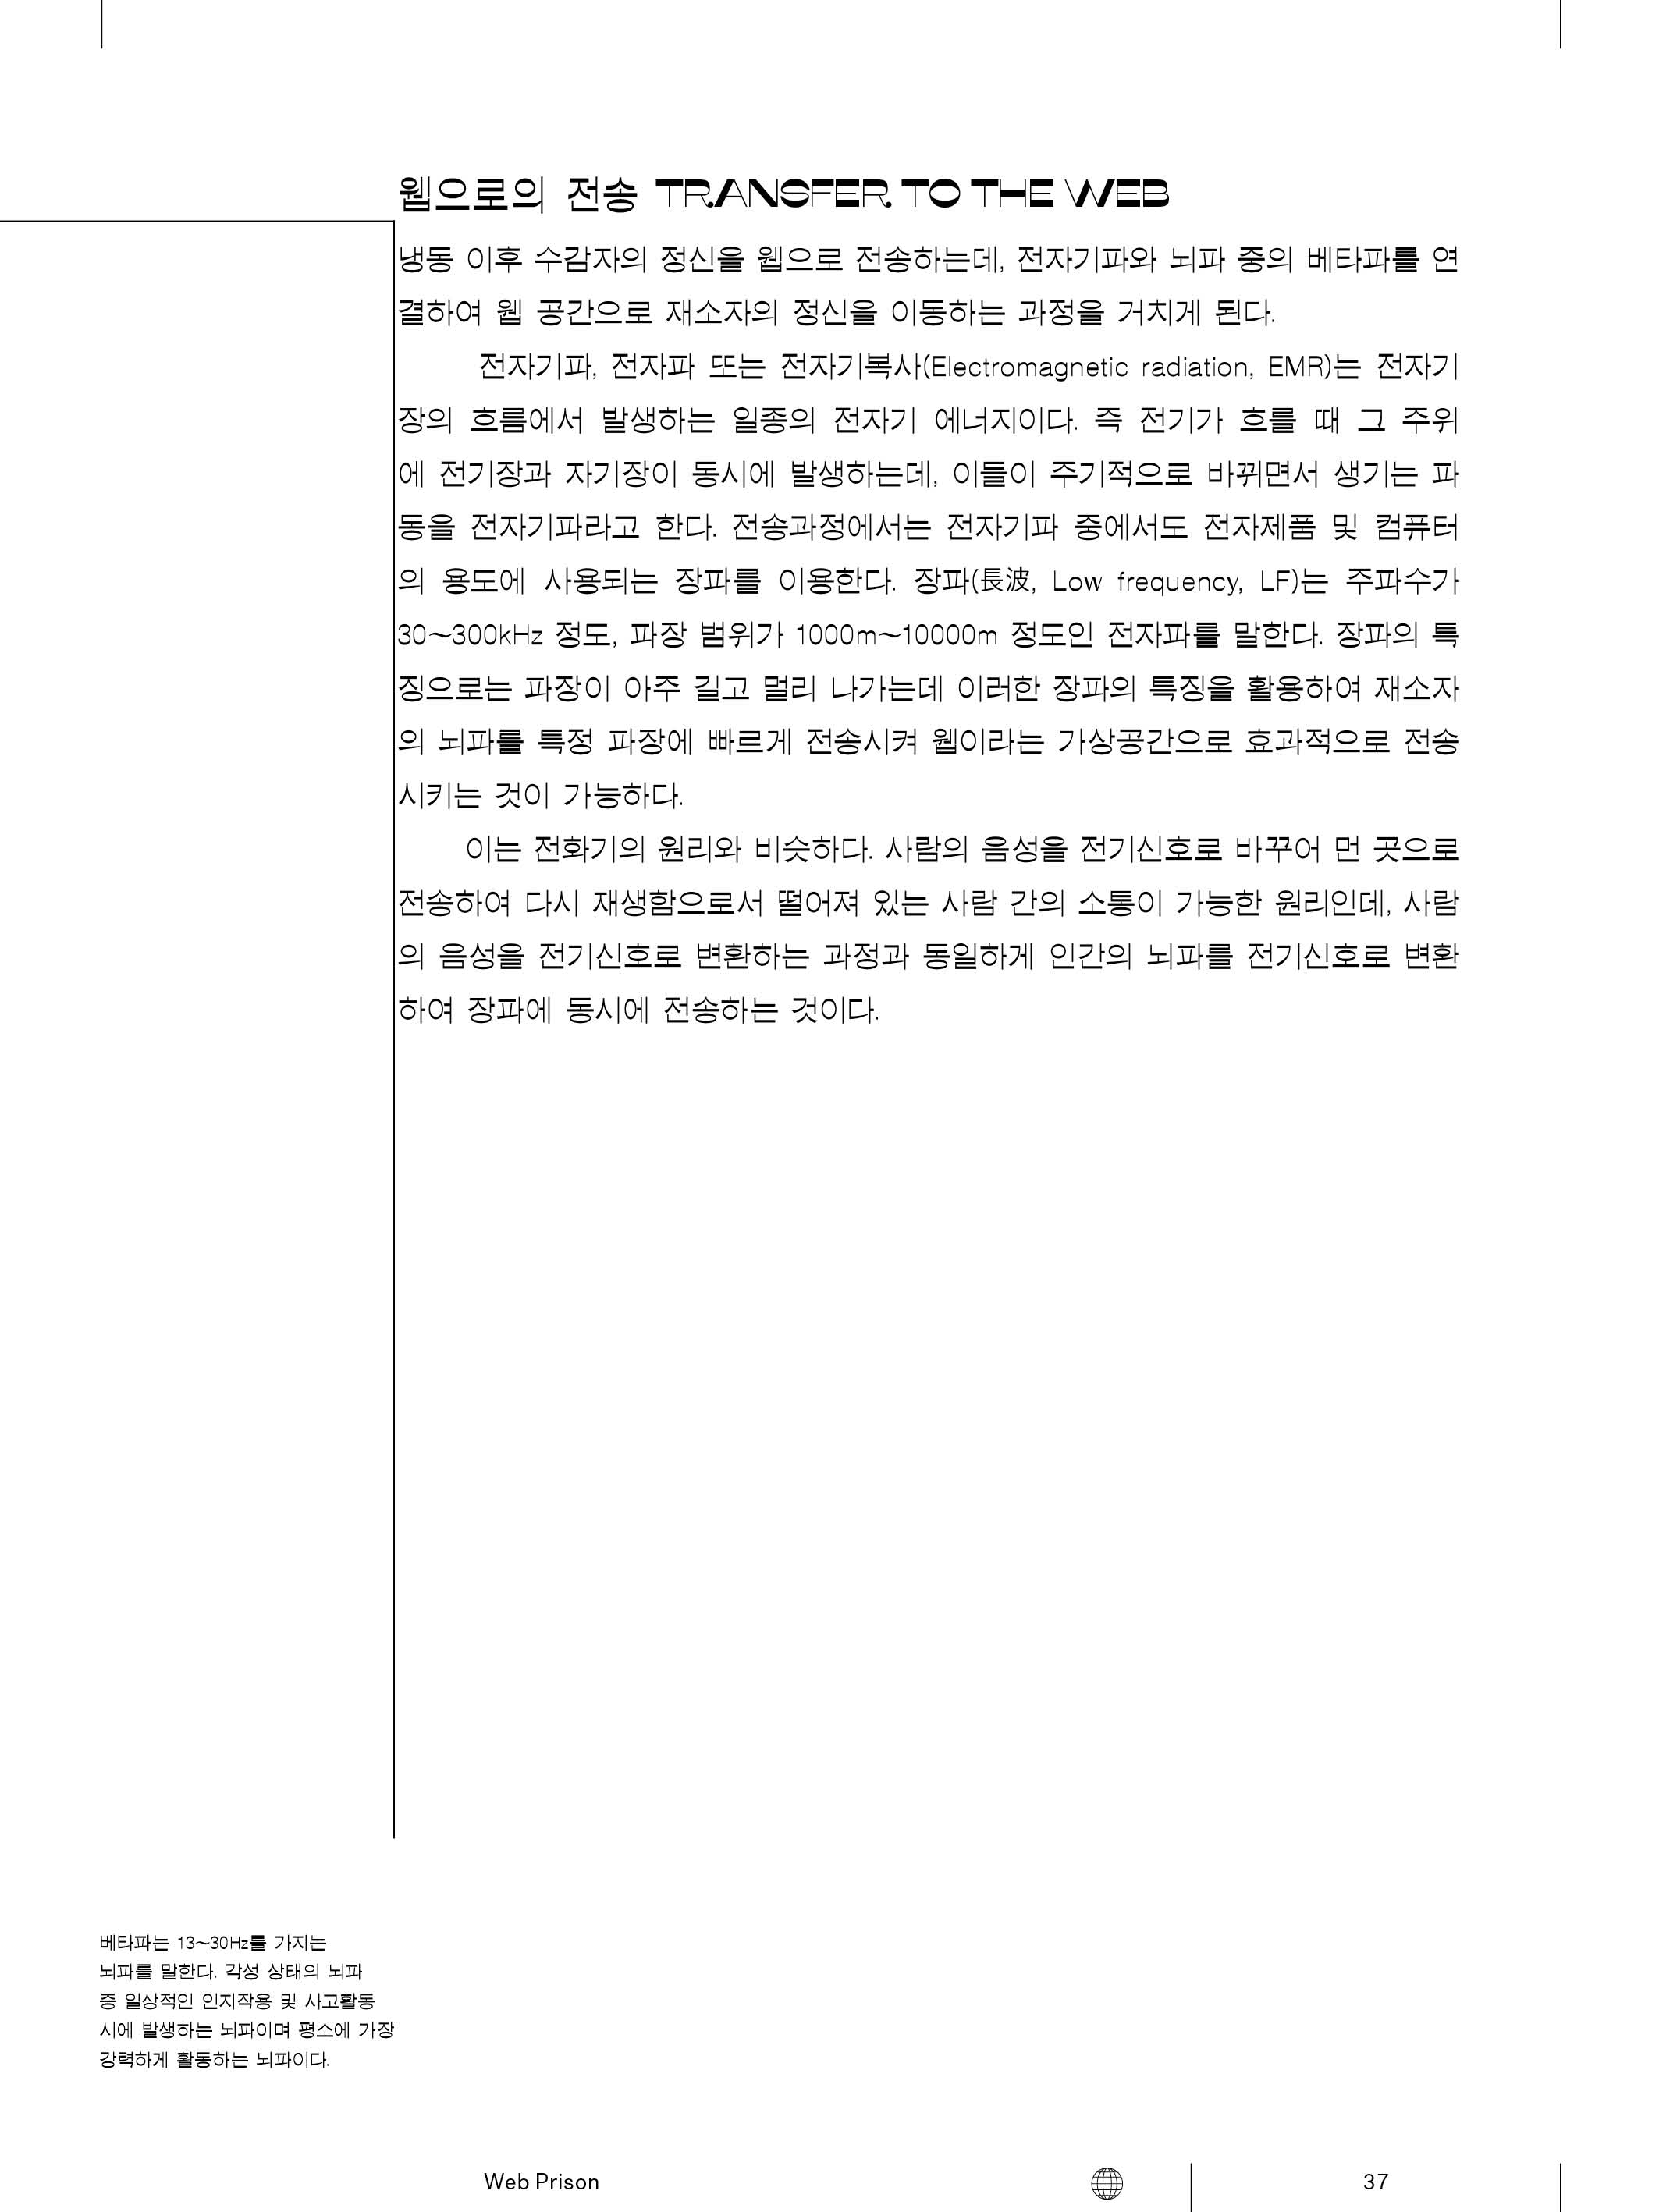 웹으로의 전송 TRANSFER TO THE WEB
냉동 이후 수감자의 정신을 웹으로 전송하는데, 전자기파와 뇌파 중의 베타파를 연
결하여 웹 공간으로 재소자의 정신을 이동하는 과정을 거치게 된다.
전자기파, 전자파 또는 전자기복사(Electromagnetic radiation, EMR)는 전자기
장의 흐름에서 발생하는 일종의 전자기 에너지이다. 즉 전기가 흐를 때 그 주위
에 전기장과 자기장이 동시에 발생하는데, 이들이 주기적으로 바뀌면서 생기는 파
동을 전자기파라고 한다. 전송과정에서는 전자기파 중에서도 전자제품 및 컴퓨터
의 용도에 사용되는 장파를 이용한다. 장파(長波, Low frequency, LF)는 주파수가
30~300kHz 정도, 파장 범위가 1000m~10000m 정도인 전자파를 말한다. 장파의 특
징으로는 파장이 아주 길고 멀리 나가는데 이러한 장파의 특징을 활용하여 재소자
의 뇌파를 특정 파장에 빠르게 전송시켜 웹이라는 가상공간으로 효과적으로 전송
시키는 것이 가능하다.
이는 전화기의 원리와 비슷하다. 사람의 음성을 전기신호로 바꾸어 먼 곳으로
전송하여 다시 재생함으로서 떨어져 있는 사람 간의 소통이 가능한 원리인데, 사람
의 음성을 전기신호로 변환하는 과정과 동일하게 인간의 뇌파를 전기신호로 변환
하여 장파에 동시에 전송하는 것이다.
베타파는 13~30Hz를 가지는
뇌파를 말한다. 각성 상태의 뇌파
중 일상적인 인지작용 및 사고활동
시에 발생하는 뇌파이며 평소에 가장
강력하게 활동하는 뇌파이다.
Web Prison
37